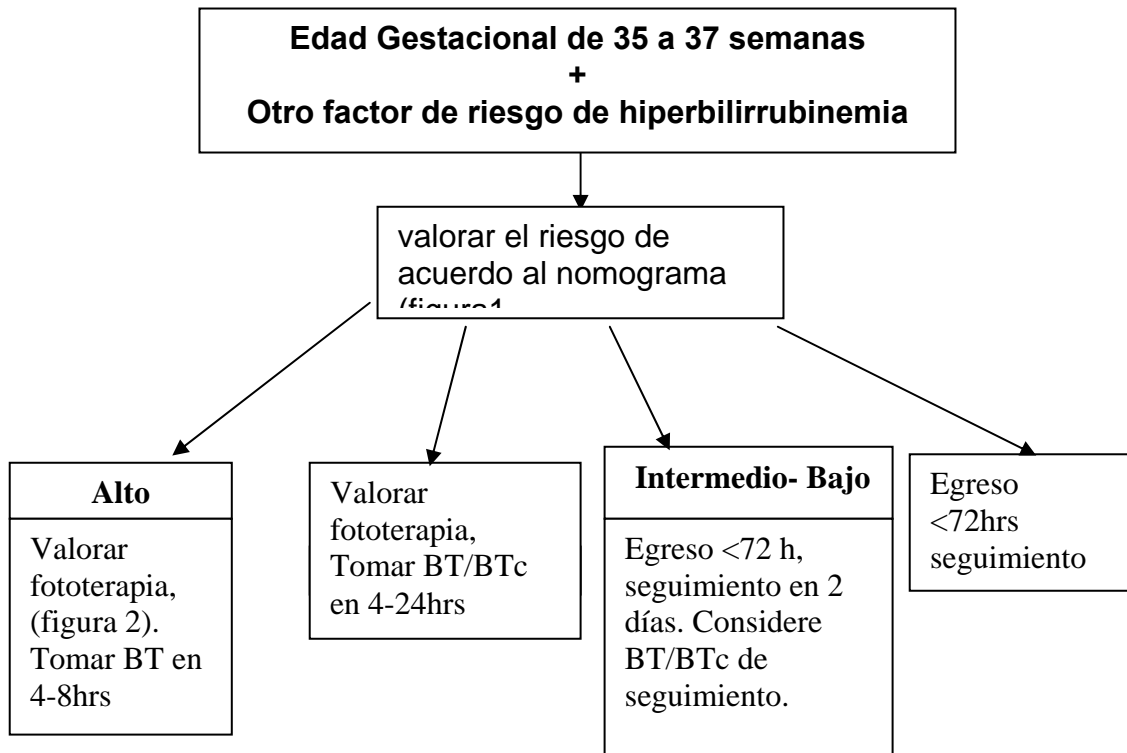 Edad Gestacional de 35 a 37 semanas
+
Otro factor de riesgo de hiperbilirrubinemia
valorar el riesgo de
acuerdo al nomograma
(figura1
Alto
Valorar
fototerapia,
(figura 2).
Tomar BT en
4-8hrs
Valorar
fototerapia,
Tomar BT/BTc
en 4-24hrs
Intermedio- Bajo
Egreso <72 h,
seguimiento en 2
días. Considere
BT/BTc de
seguimiento.
Egreso
<72hrs
seguimiento